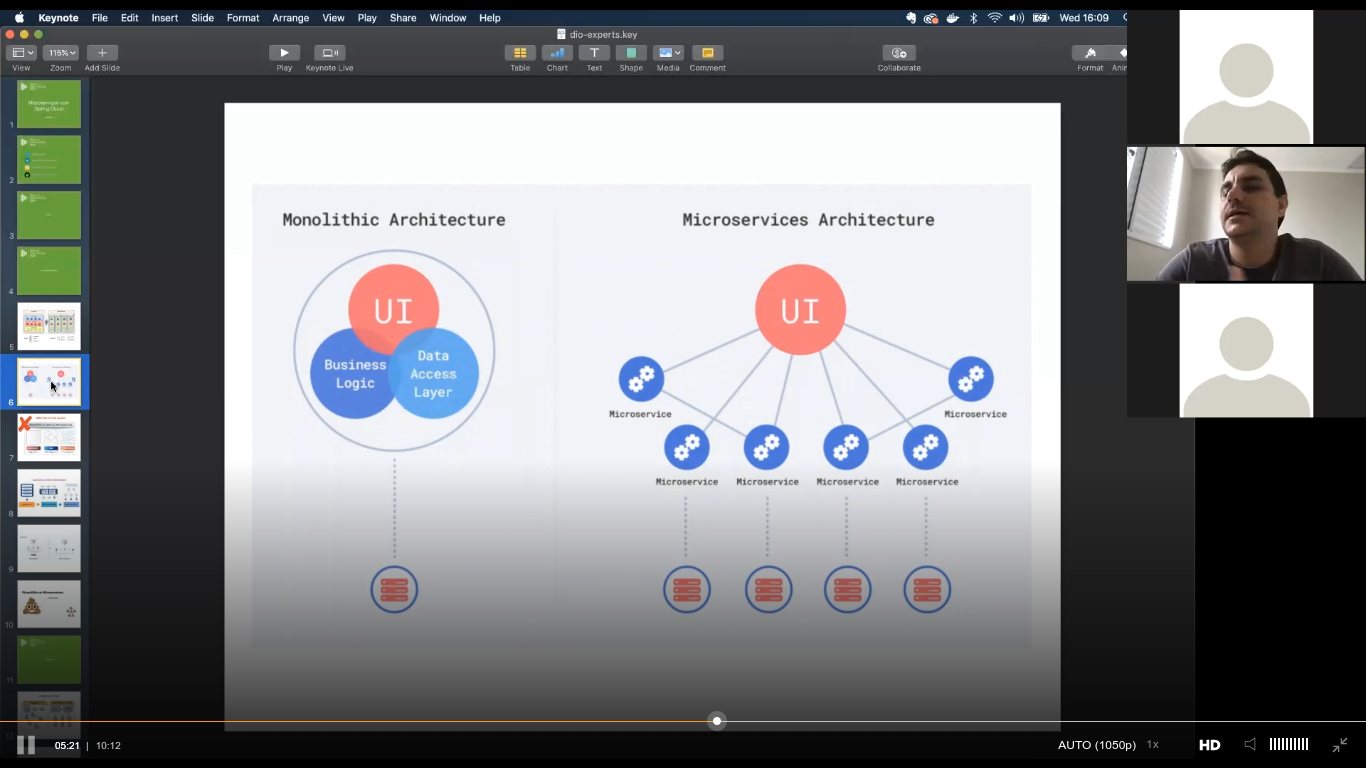 Keynote File Edit Insert Slide Format Arrange View Play Share Window Help
Wed 16:09
dio-experts.key
115%
View Zoom Add Slide
Play Keynote Live
Table Chart Text Shape Media Comment
Collaborate
Format
1
2
3
4
5
6
7
8
9
10
11
Monolithic Architecture
UI
Business
Logic
Data
Access
Layer
Microservices Architecture
UI
Microservice
Microservice
Microservice
Microservice
Microservice
Microservice
05:21 | 10:12
AUTO (1050p) 1x HD